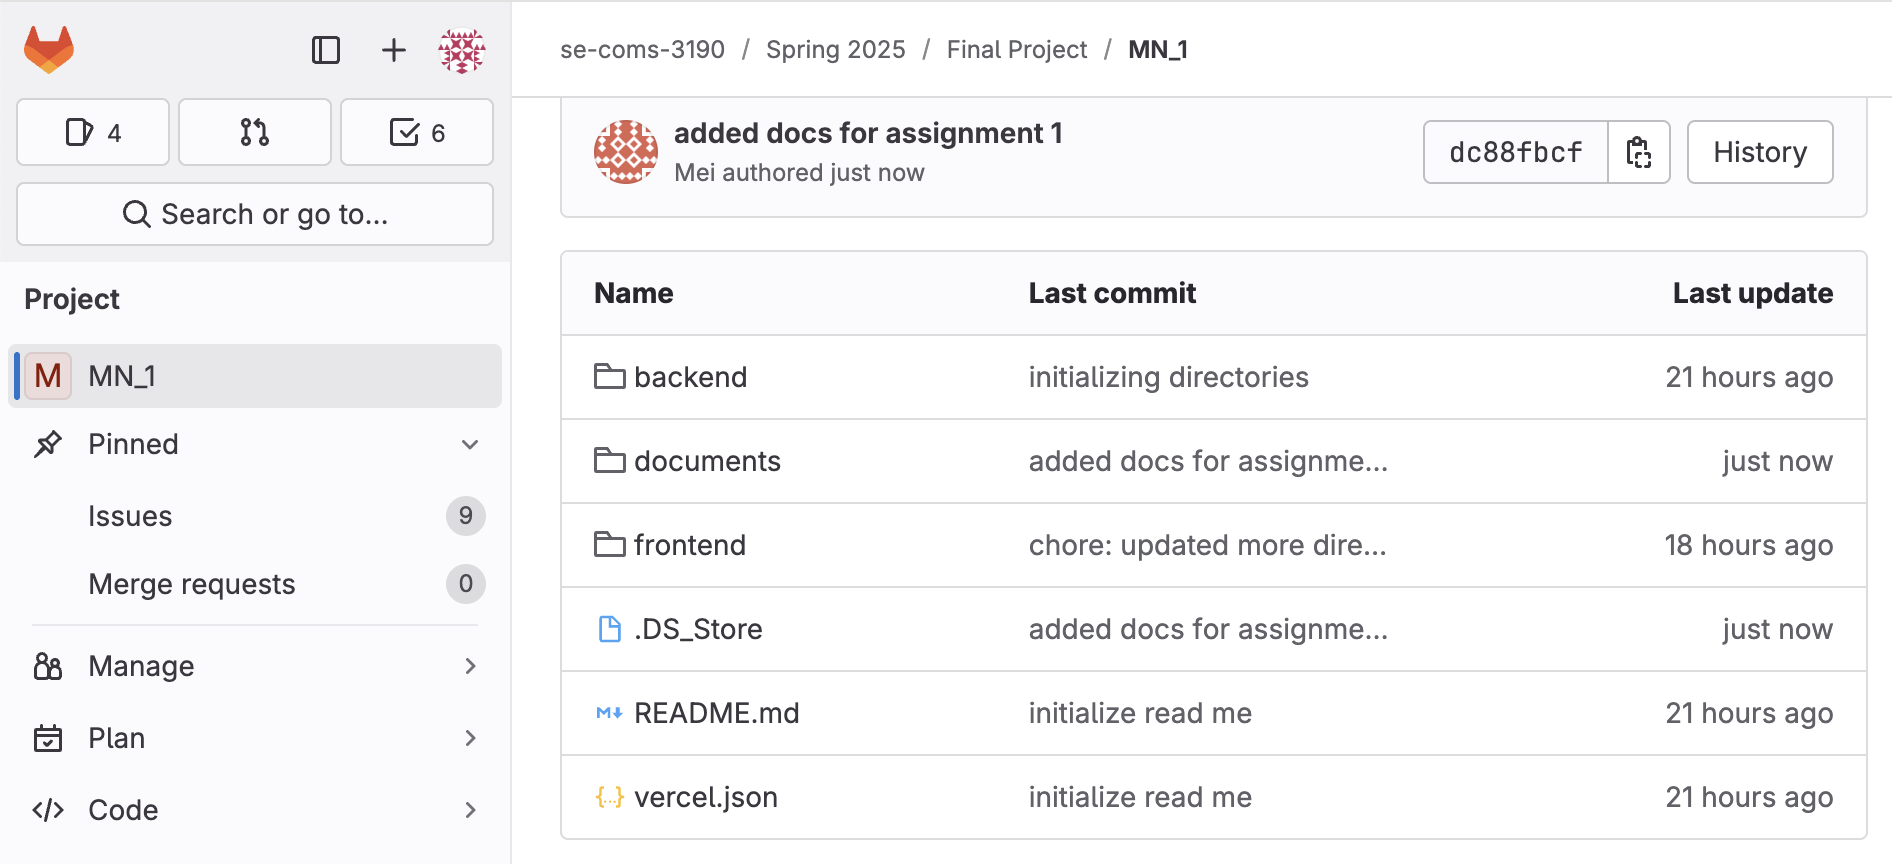 se-coms-3190 / Spring 2025 / Final Project / MN_1
4
6
Search or go to...
Project
M MN_1
Pinned
Issues 9
Merge requests 0
Manage
Plan
Code
added docs for assignment 1
Mei authored just now
dc88fbcf
History
Name Last commit Last update
backend initializing directories 21 hours ago
documents added docs for assignme... just now
frontend chore: updated more dire... 18 hours ago
.DS_Store added docs for assignme... just now
README.md initialize read me 21 hours ago
vercel.json initialize read me 21 hours ago